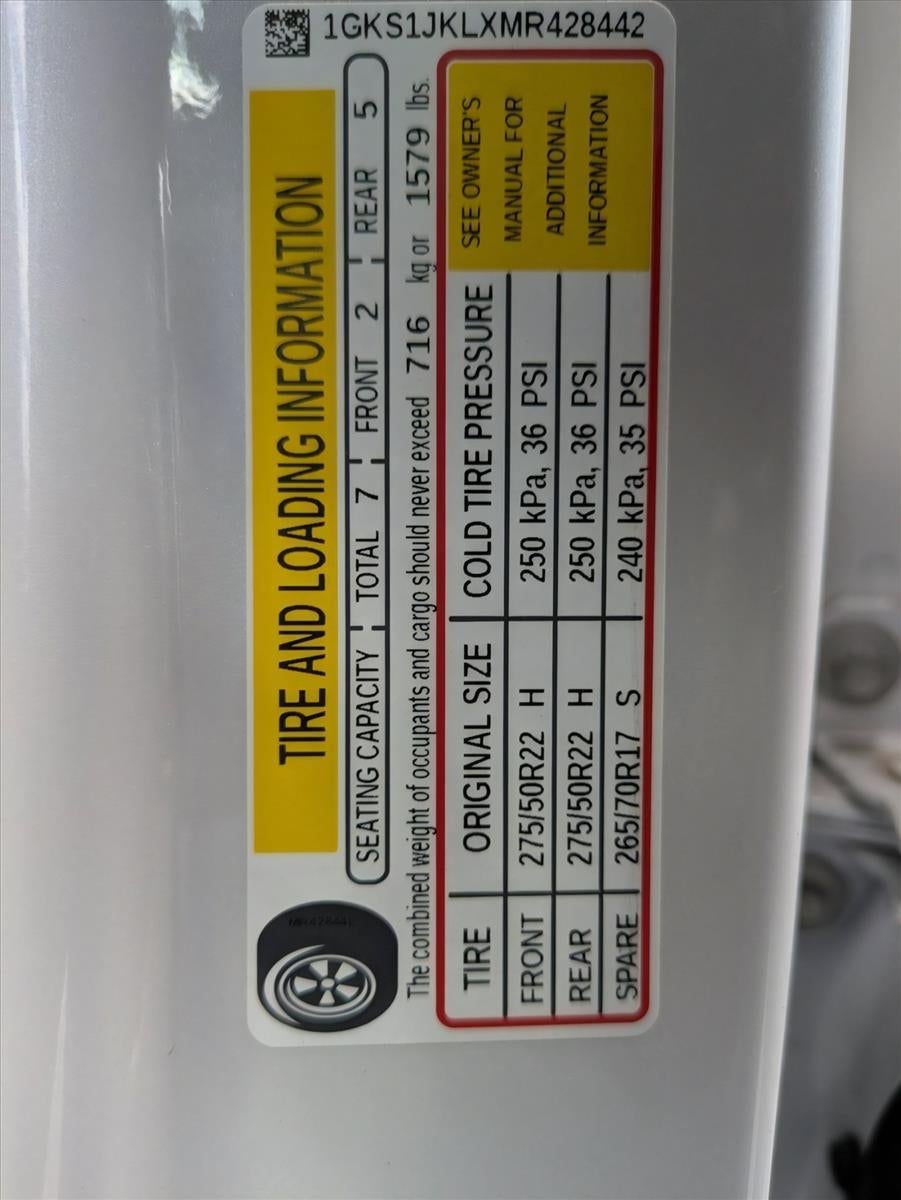 1GKS1JKLXMR428442
TIRE AND LOADING INFORMATION
SEATING CAPACITY TOTAL 7 FRONT 2 REAR 5
The combined weight of occupants and cargo should never exceed 716 kg or 1579 lbs.
TIRE ORIGINAL SIZE COLD TIRE PRESSURE
FRONT 275/50R22 H 250 kPa, 36 PSI
REAR 275/50R22 H 250 kPa, 36 PSI
SPARE 265/70R17 S 240 kPa, 35 PSI
SEE OWNER'S
MANUAL FOR
ADDITIONAL
INFORMATION